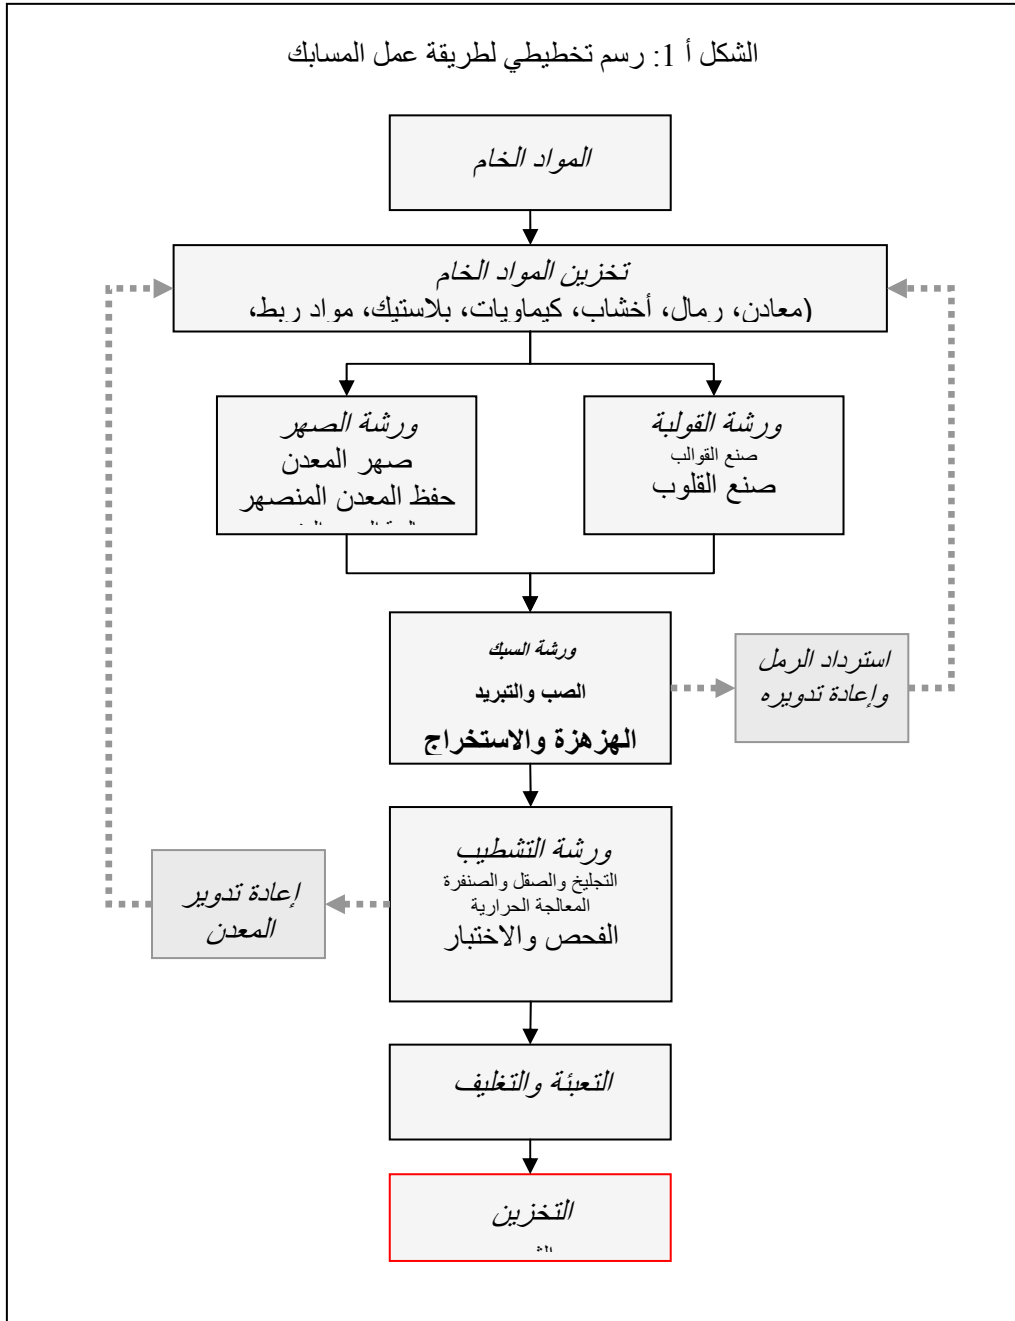 الشكل أ 1: رسم تخطيطي لطريقة عمل المسابك
المواد الخام
تخزين المواد الخام
(معادن، رمال، أخشاب، كيماويات، بلاستيك، مواد ربط،
ورشة القولبة
صنع القوالب
صنع القلوب
ورشة الصهر
صهر المعدن
حفظ المعدن المنصهر
ورشة السبك
الصب والتبريد
الهزهزة والاستخراج
استرداد الرمل
وإعادة تدويره
ورشة التشطيب
التجليخ والصقل والصنفرة
المعالجة الحرارية
الفحص والاختبار
إعادة تدوير
المعدن
التعبئة والتغليف
التخزين